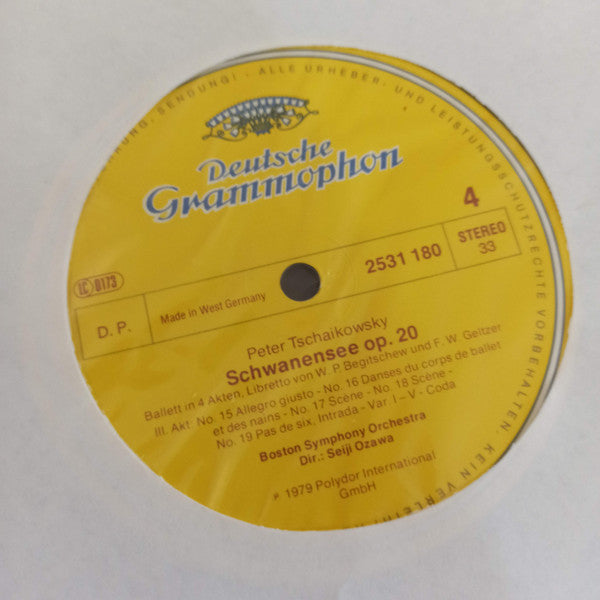 HRUNG, SENDUNG! - ALLE URHEBER- UND LEISTUNGSSCHUTZRECHTE VORBEHALTEN. KEIN VERLEIH
Deutsche
Grammophon
4
2531 180
STEREO
33
LC 0173
D. P.
Made in West Germany
Peter Tschaikowsky
Schwanensee op. 20
Ballett in 4 Akten, Libretto von W. P. Begitschew und F. W. Geltzer
III. Akt: No. 15 Allegro giusto - No. 16 Danses du corps de ballet
et des nains - No. 17 Scène - No. 18 Scène -
No. 19 Pas de six, Intrada - Var. I – V - Coda
Boston Symphony Orchestra
Dir.: Seiji Ozawa
℗ 1979 Polydor International
GmbH